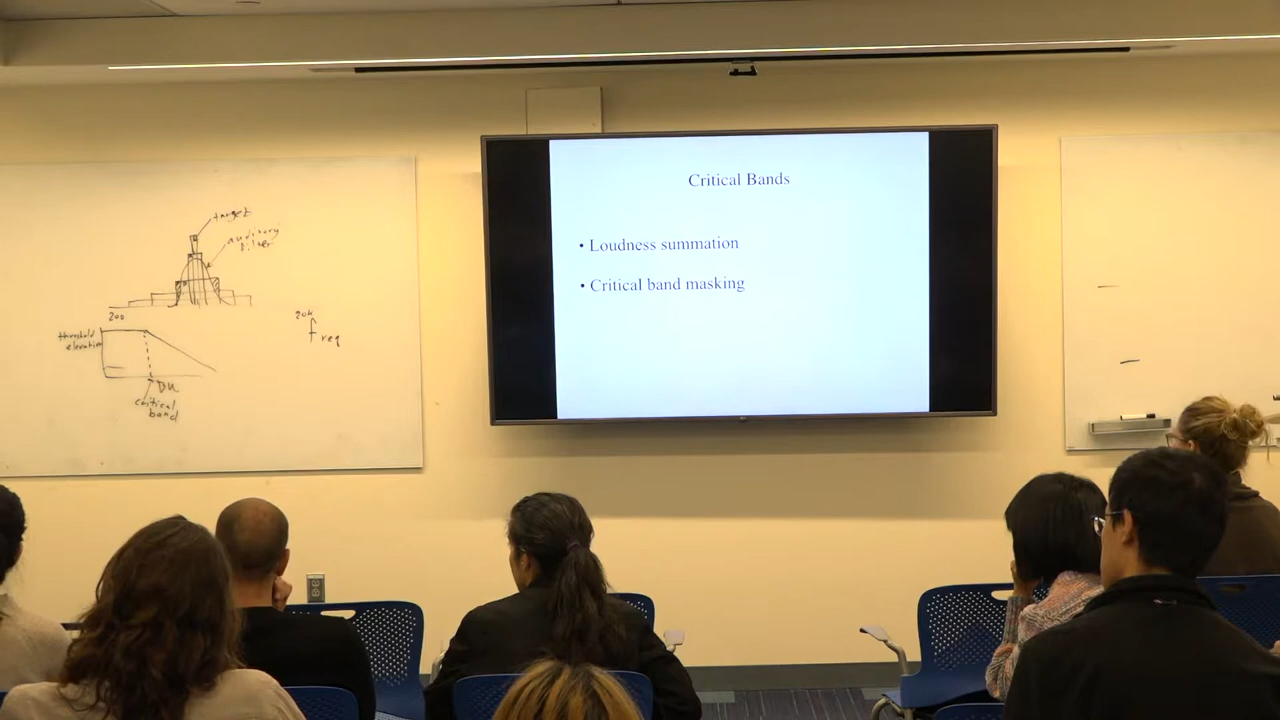 target
auditory
filter
200
20k
freq
threshold
elevation
critical
band
Critical Bands
• Loudness summation
• Critical band masking